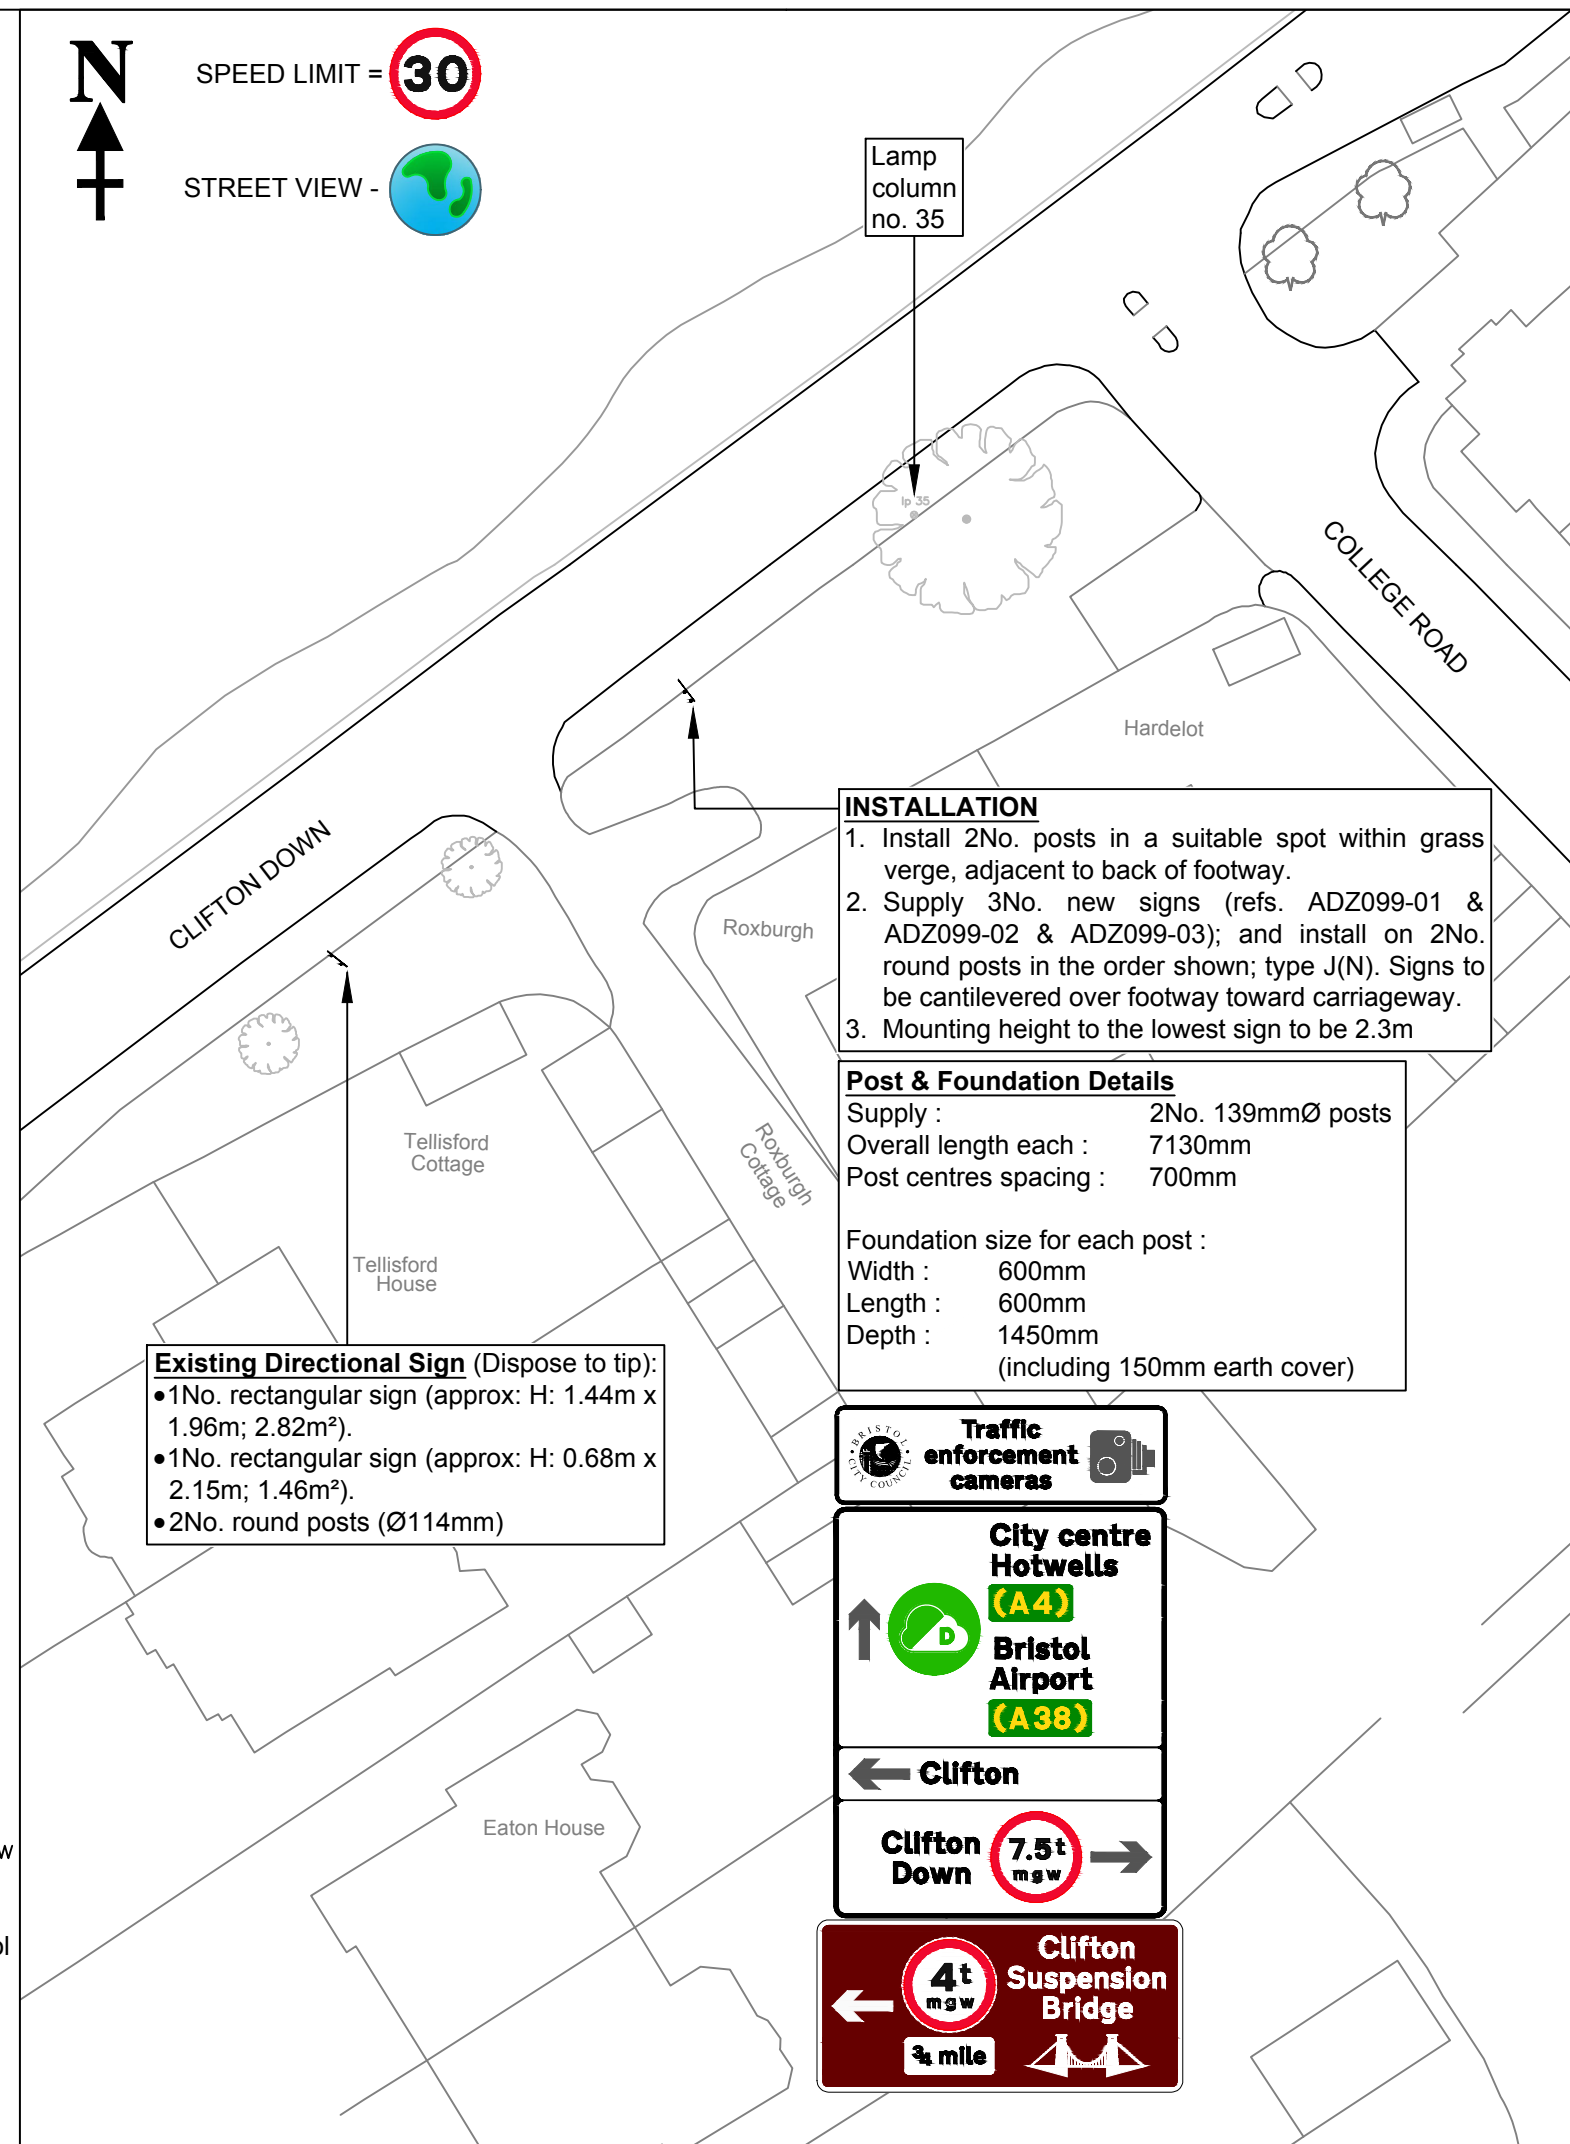 N
SPEED LIMIT = 30
STREET VIEW -
Lamp
column
no. 35
lp 35
COLLEGE ROAD
Hardelot
CLIFTON DOWN
Roxburgh
INSTALLATION
1. Install 2No. posts in a suitable spot within grass
verge, adjacent to back of footway.
2. Supply 3No. new signs (refs. ADZ099-01 &
ADZ099-02 & ADZ099-03); and install on 2No.
round posts in the order shown; type J(N). Signs to
be cantilevered over footway toward carriageway.
3. Mounting height to the lowest sign to be 2.3m
Post & Foundation Details
Supply : 2No. 139mmØ posts
Overall length each : 7130mm
Post centres spacing : 700mm
Foundation size for each post :
Width : 600mm
Length : 600mm
Depth : 1450mm
(including 150mm earth cover)
Tellisford
Cottage
Roxburgh
Cottage
Tellisford
House
Existing Directional Sign (Dispose to tip):
•1No. rectangular sign (approx: H: 1.44m x
1.96m; 2.82m²).
•1No. rectangular sign (approx: H: 0.68m x
2.15m; 1.46m²).
•2No. round posts (Ø114mm)
BRISTOL
CITY COUNCIL
Traffic
enforcement
cameras
City centre
Hotwells
(A4)
D
Bristol
Airport
(A38)
Clifton
Clifton
Down
7.5t
mgw
Eaton House
w
ol
4t
mgw
¾ mile
Clifton
Suspension
Bridge